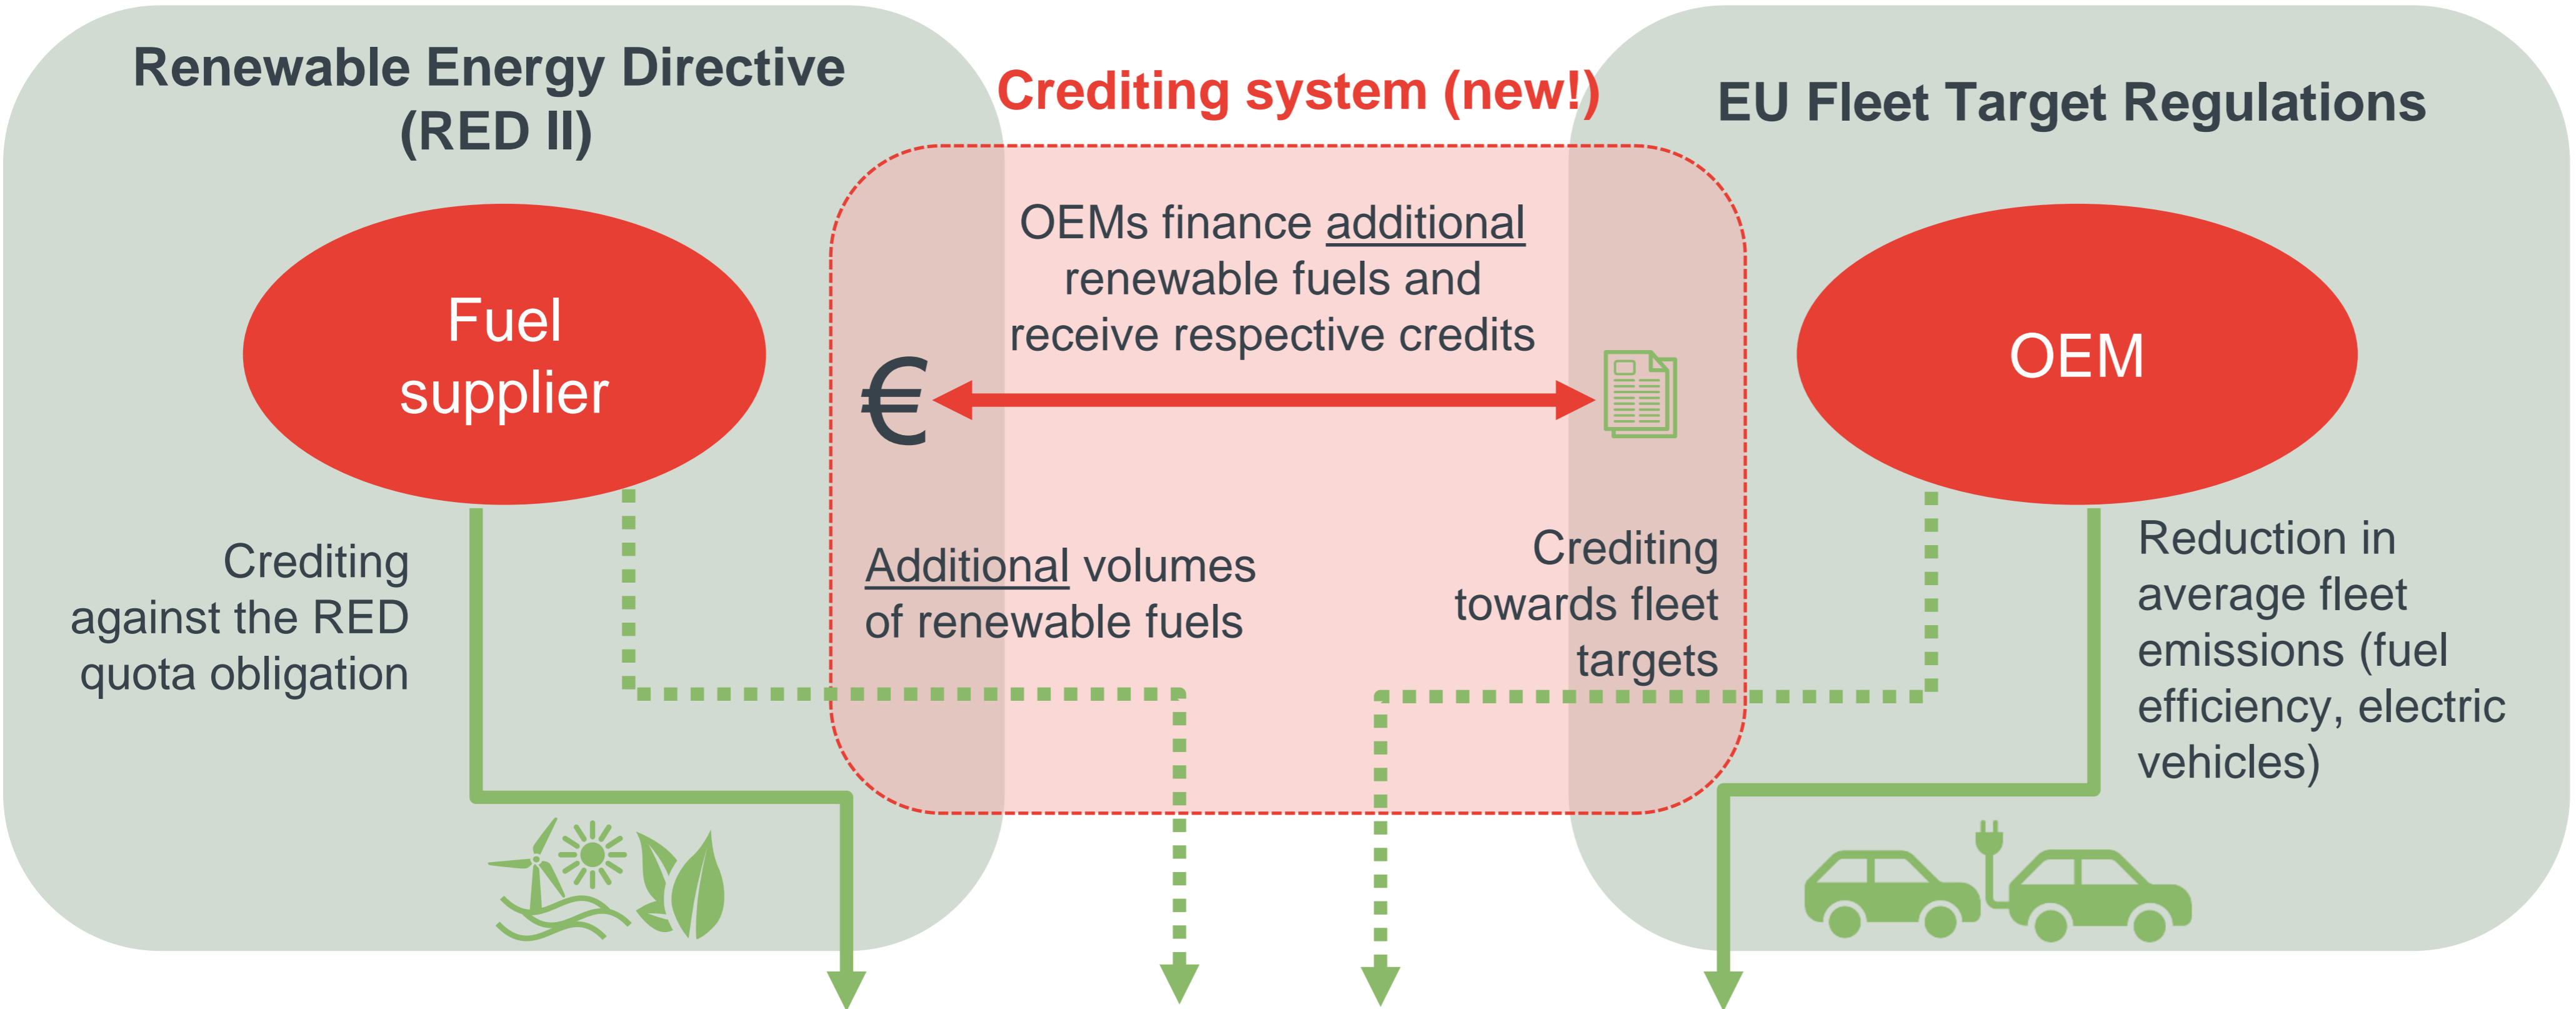 Renewable Energy Directive
(RED II)
Crediting system (new!)
EU Fleet Target Regulations
Fuel
supplier
OEMs finance additional
renewable fuels and
receive respective credits
€
OEM
Crediting
against the RED
quota obligation
Additional volumes
of renewable fuels
Crediting
towards fleet
targets
Reduction in
average fleet
emissions (fuel
efficiency, electric
vehicles)